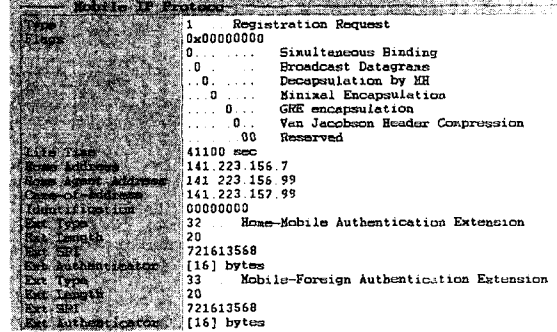 Mobile IP Protoco
Type 1 Registration Request
Flags 0x00000000
0... .... Simultaneous Binding
.0.. .... Broadcast Datagrams
..0. .... Decapsulation by MH
...0 .... Minimal Encapsulation
.... 0... GRE encapsulation
.... .0.. Van Jacobson Header Compression
.... ..00 Reserved
Life Time 41100 sec
Home Address 141.223.156.7
Home Agent Address 141 223.156.99
Care-of-Address 141.223.157.99
Identification 00000000
Ext Type 32 Home-Mobile Authentication Extension
Ext Length 20
Ext SPI 721613568
Ext Authenticator [16] bytes
Ext Type 33 Mobile-Foreign Authentication Extension
Ext Length 20
Ext SPI 721613568
Ext Authenticator [16] bytes